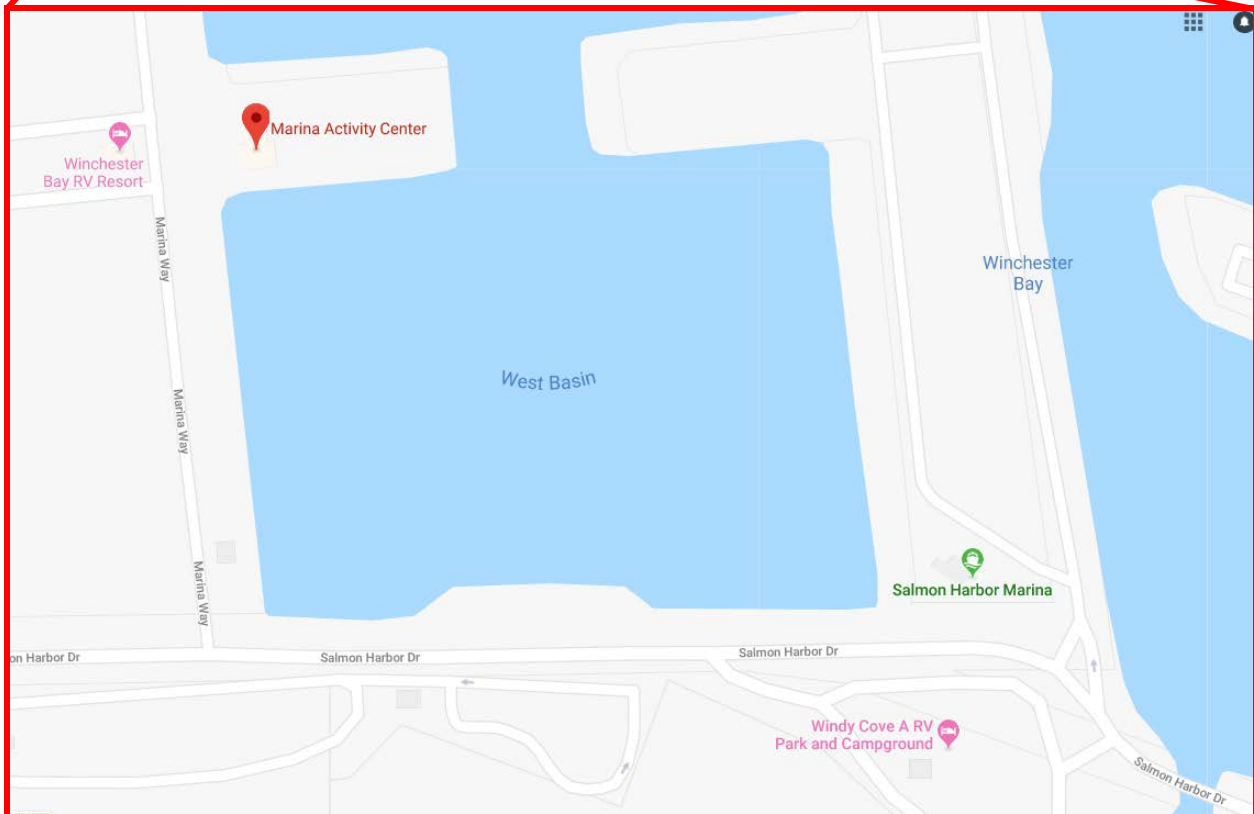 Marina Activity Center
Winchester
Bay RV Resort
Marina Way
Winchester
Bay
West Basin
Marina Way
Marina Way
Salmon Harbor Marina
on Harbor Dr
Salmon Harbor Dr
Salmon Harbor Dr
Windy Cove A RV
Park and Campground
Salmon Harbor Dr